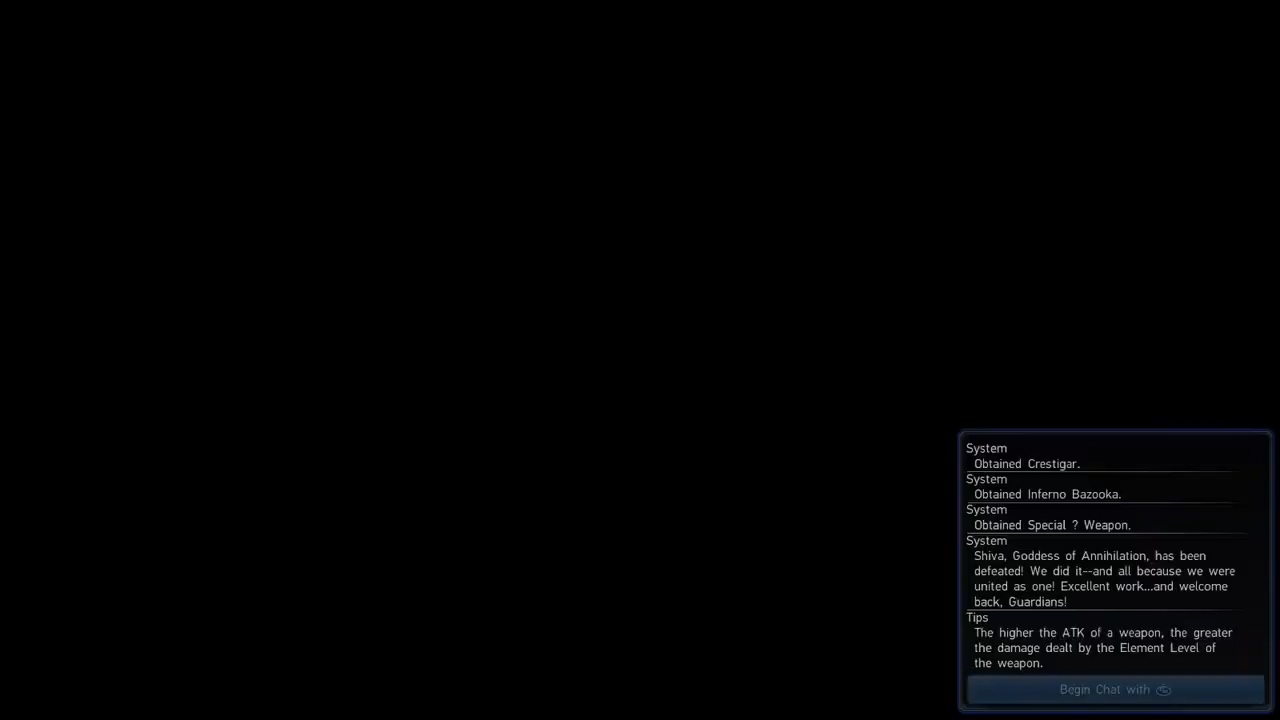 System
Obtained Crestigar.
System
Obtained Inferno Bazooka.
System
Obtained Special ? Weapon.
System
Shiva, Goddess of Annihilation, has been
defeated! We did it--and all because we were
united as one! Excellent work...and welcome
back, Guardians!
Tips
The higher the ATK of a weapon, the greater
the damage dealt by the Element Level of
the weapon.
Begin Chat with